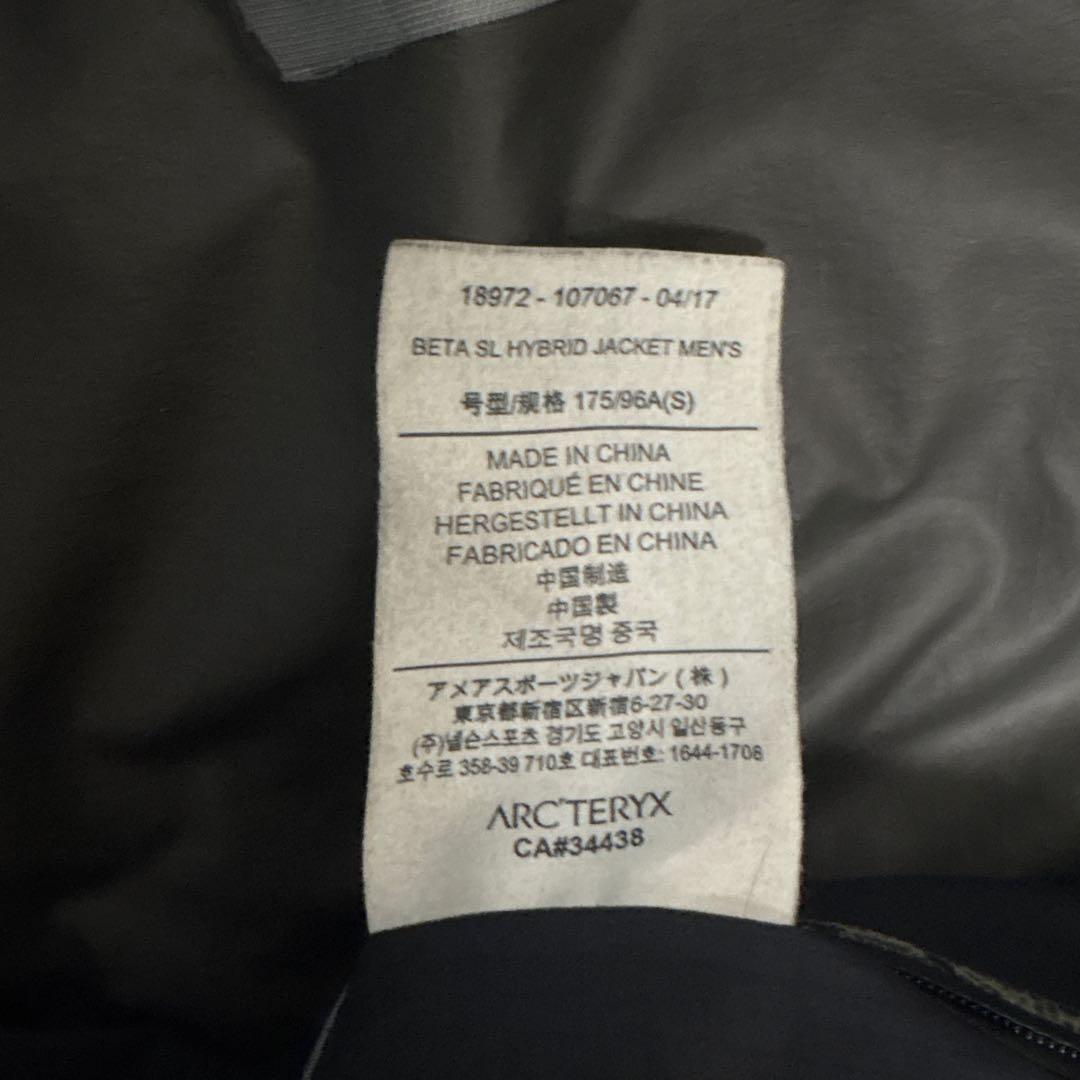 18972 - 107067 - 04/17
BETA SL HYBRID JACKET MEN'S
号型/规格 175/96A(S)
MADE IN CHINA
FABRIQUÉ EN CHINE
HERGESTELLT IN CHINA
FABRICADO EN CHINA
中国制造
中国製
제조국명 중국
アメアスポーツジャパン ( 株 )
東京都新宿区新宿6-27-30
(주)넬슨스포츠 경기도 고양시 일산동구
호수로 358-39 710호 대표번호: 1644-1708
ARC'TERYX
CA#34438